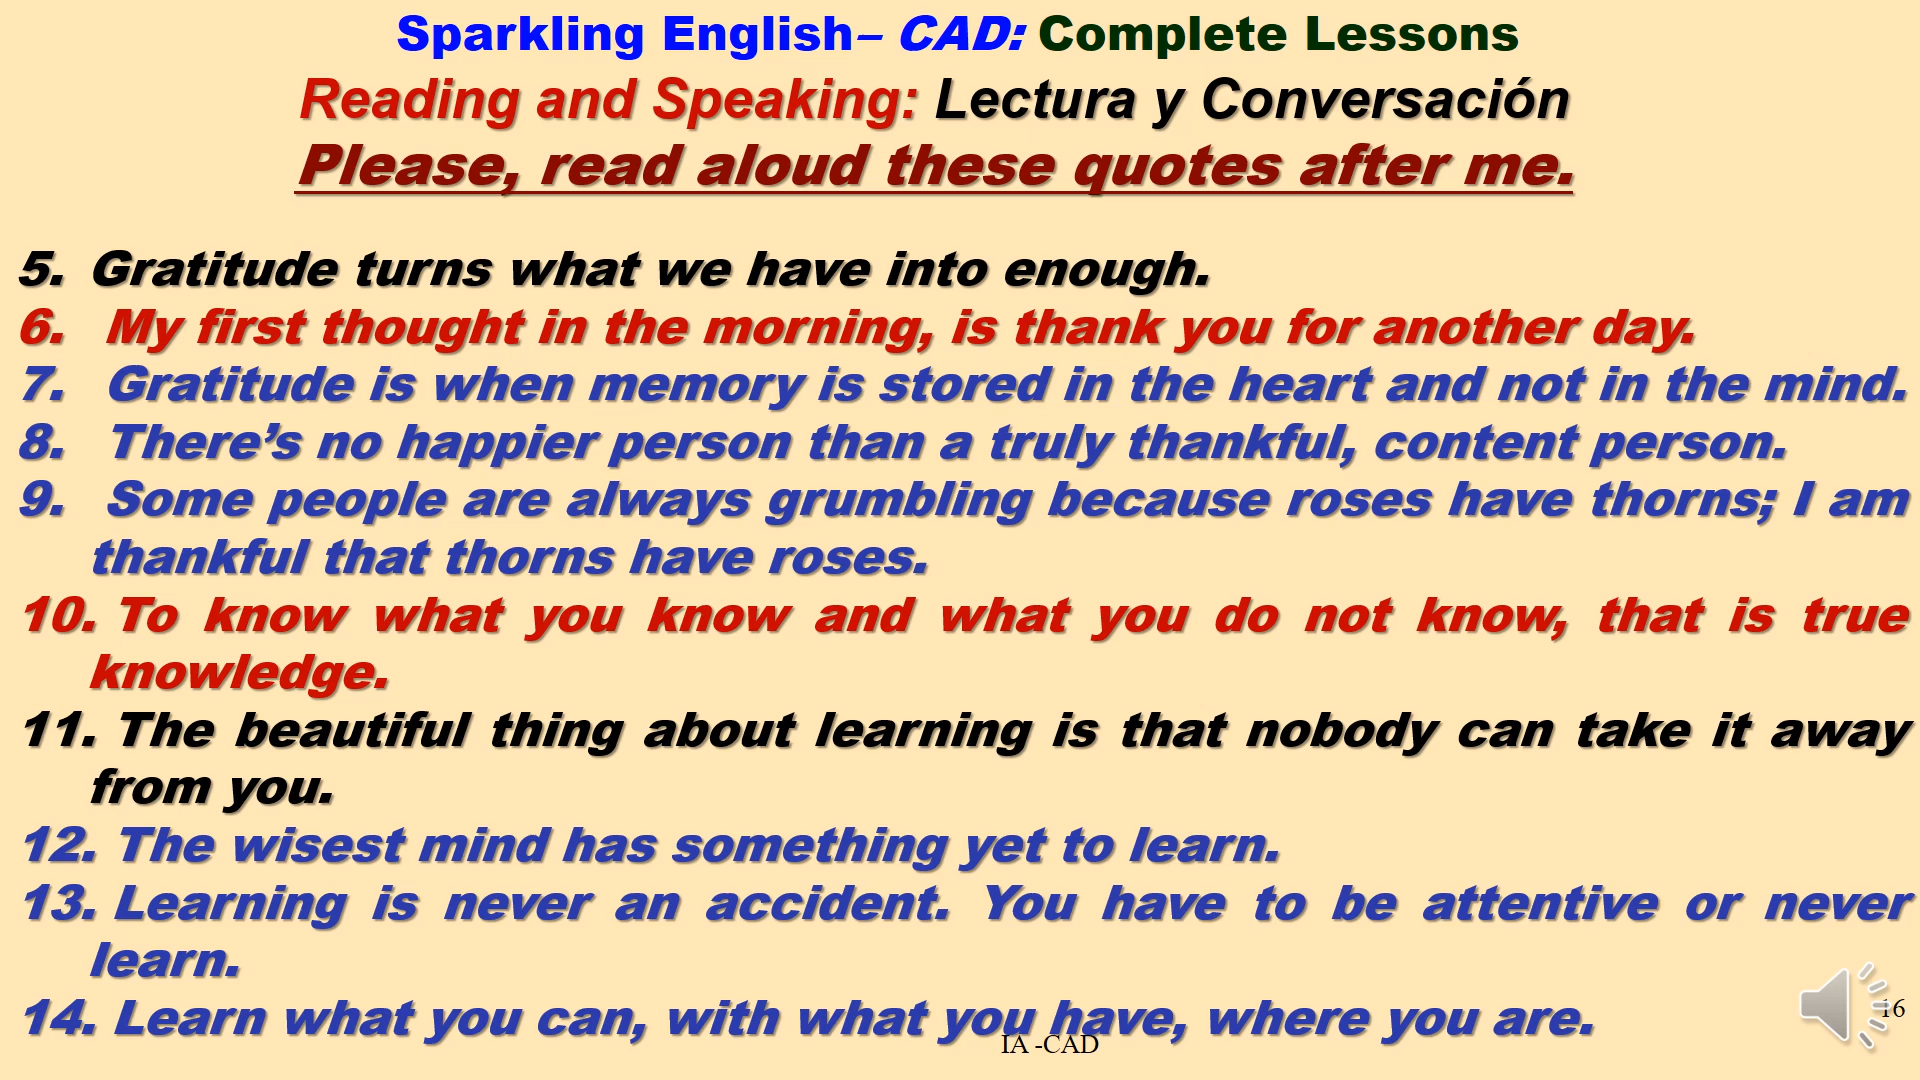 Sparkling English– CAD: Complete Lessons
Reading and Speaking: Lectura y Conversación
Please, read aloud these quotes after me.
5. Gratitude turns what we have into enough.
6. My first thought in the morning, is thank you for another day.
7. Gratitude is when memory is stored in the heart and not in the mind.
8. There’s no happier person than a truly thankful, content person.
9. Some people are always grumbling because roses have thorns; I am
thankful that thorns have roses.
10. To know what you know and what you do not know, that is true
knowledge.
11. The beautiful thing about learning is that nobody can take it away
from you.
12. The wisest mind has something yet to learn.
13. Learning is never an accident. You have to be attentive or never
learn.
14. Learn what you can, with what you have, where you are.
16
IA -CAD